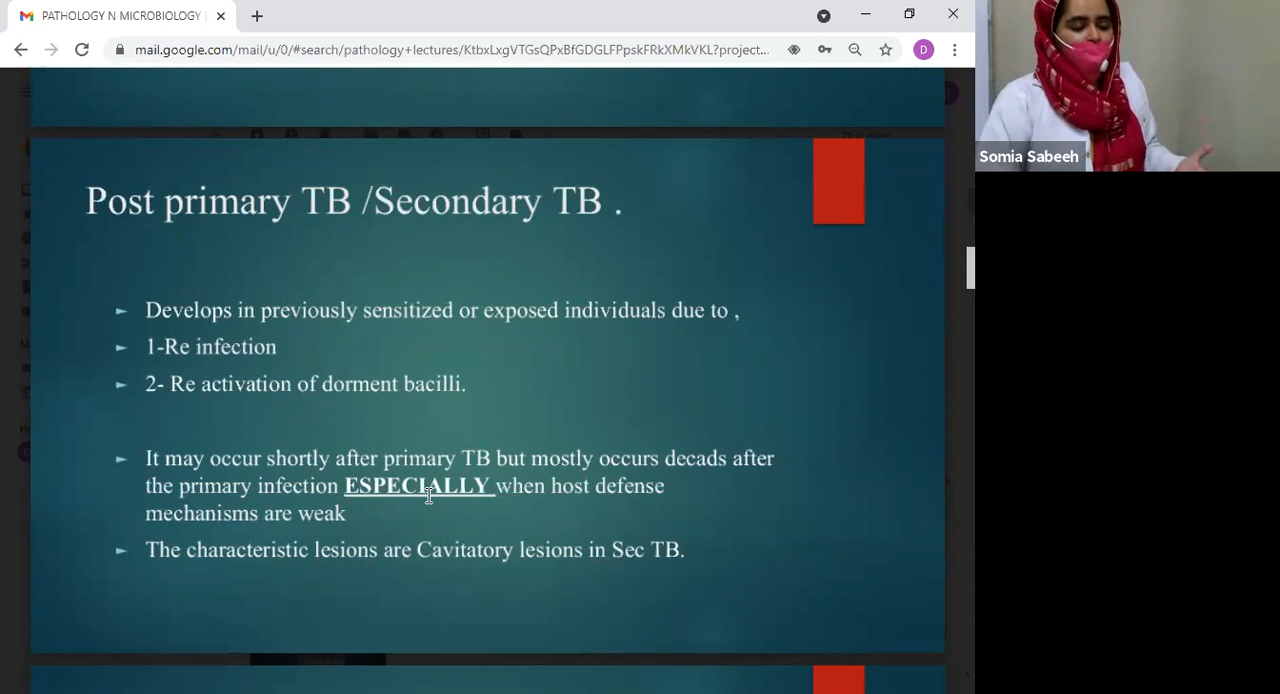 PATHOLOGY N MICROBIOLOGY
mail.google.com/mail/u/0/#search/pathology+lectures/KtbxLxgVTGsQPxBfGDGLFPpskFRkXMkVKL?project...
D
Somia Sabeeh
Post primary TB /Secondary TB .
Develops in previously sensitized or exposed individuals due to ,
1-Re infection
2- Re activation of dorment bacilli.
It may occur shortly after primary TB but mostly occurs decads after
the primary infection ESPECIALLY when host defense
mechanisms are weak
The characteristic lesions are Cavitatory lesions in Sec TB.